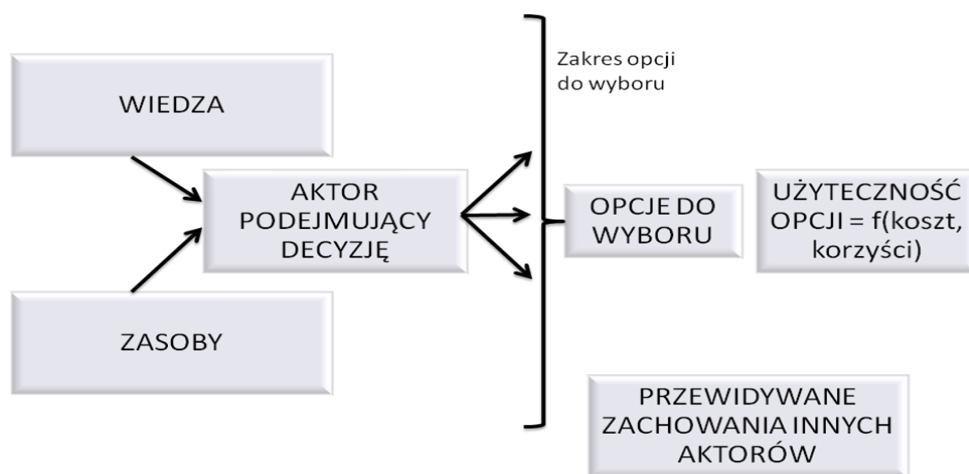 WIEDZA
ZASOBY
AKTOR
PODEJMUJĄCY
DECYZJĘ
Zakres opcji
do wyboru
OPCJE DO
WYBORU
UŻYTECZNOŚĆ
OPCJI = f(koszt,
korzyści)
PRZEWIDYWANE
ZACHOWANIA INNYCH
AKTORÓW